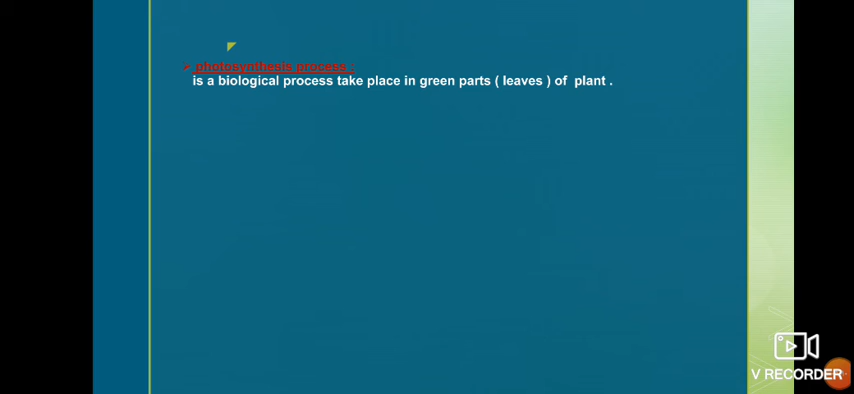 photosynthesis process :
is a biological process take place in green parts ( leaves ) of plant .
V RECORDER